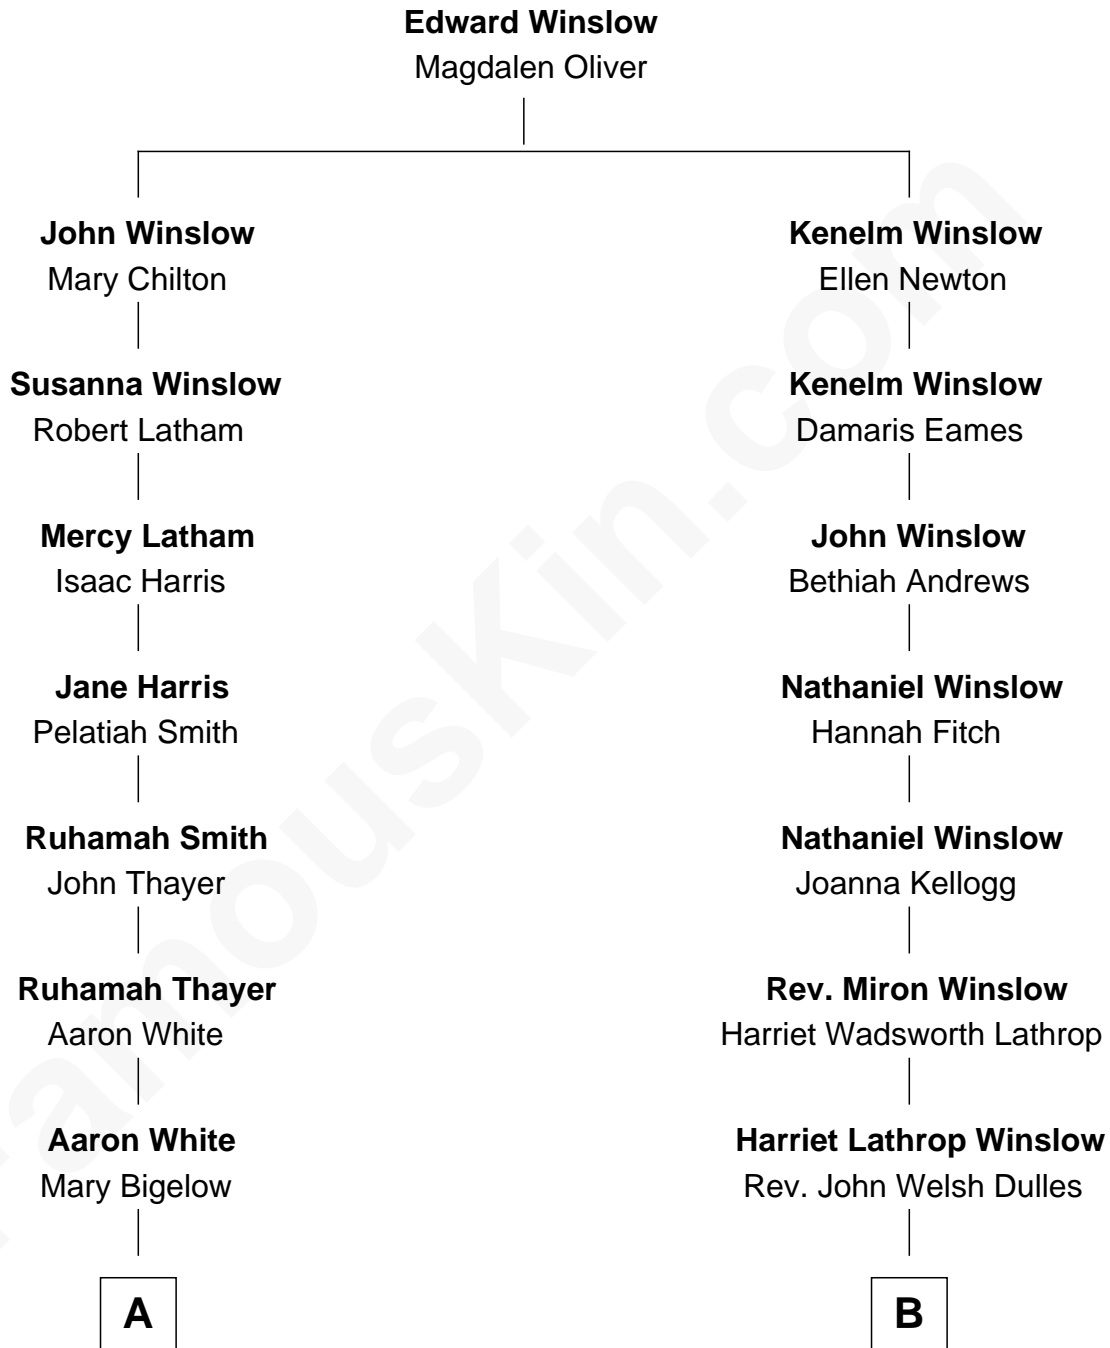 Edward Winslow
Magdalen Oliver
John Winslow
Mary Chilton
Kenelm Winslow
Ellen Newton
Susanna Winslow
Robert Latham
Kenelm Winslow
Damaris Eames
Mercy Latham
Isaac Harris
John Winslow
Bethiah Andrews
Jane Harris
Pelatiah Smith
Nathaniel Winslow
Hannah Fitch
Ruhamah Smith
John Thayer
Nathaniel Winslow
Joanna Kellogg
Ruhamah Thayer
Aaron White
Rev. Miron Winslow
Harriet Wadsworth Lathrop
Aaron White
Mary Bigelow
Harriet Lathrop Winslow
Rev. John Welsh Dulles
A
B
FamousKin.com